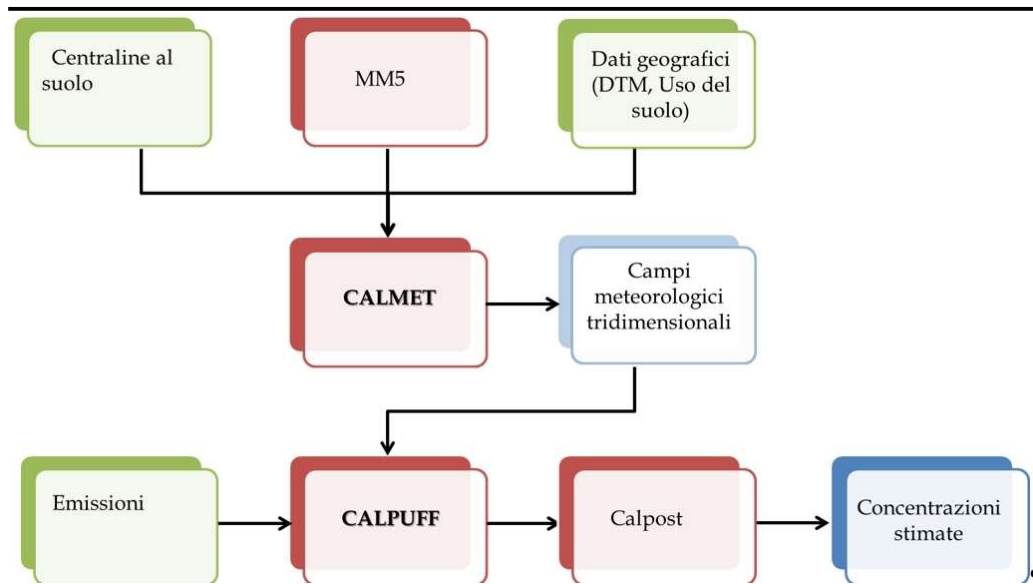 Centraline al
suolo
MM5
Dati geografici
(DTM, Uso del
suolo)
CALMET
Campi
meteorologici
tridimensionali
Emissioni
CALPUFF
Calpost
Concentrazioni
stimate